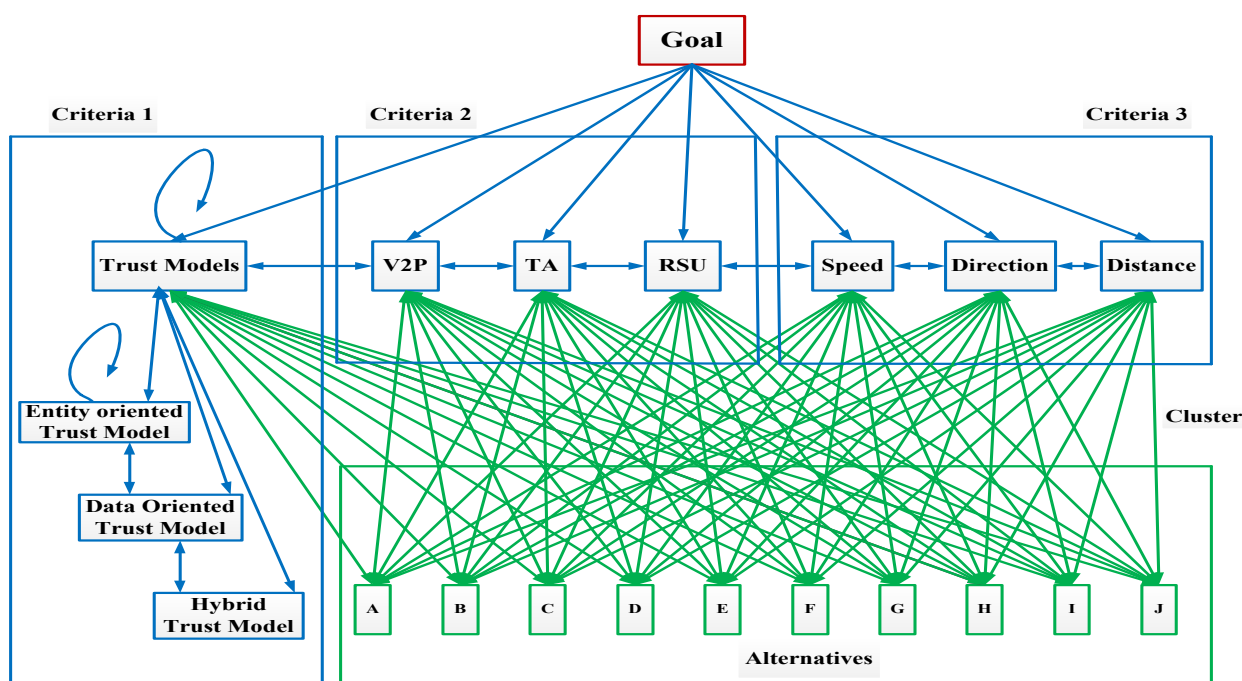 Goal
Criteria 1
Criteria 2
Criteria 3
Trust Models
V2P
TA
RSU
Speed
Direction
Distance
Entity oriented
Trust Model
Cluster
Data Oriented
Trust Model
Hybrid
Trust Model
A
B
C
D
E
F
G
H
I
J
Alternatives